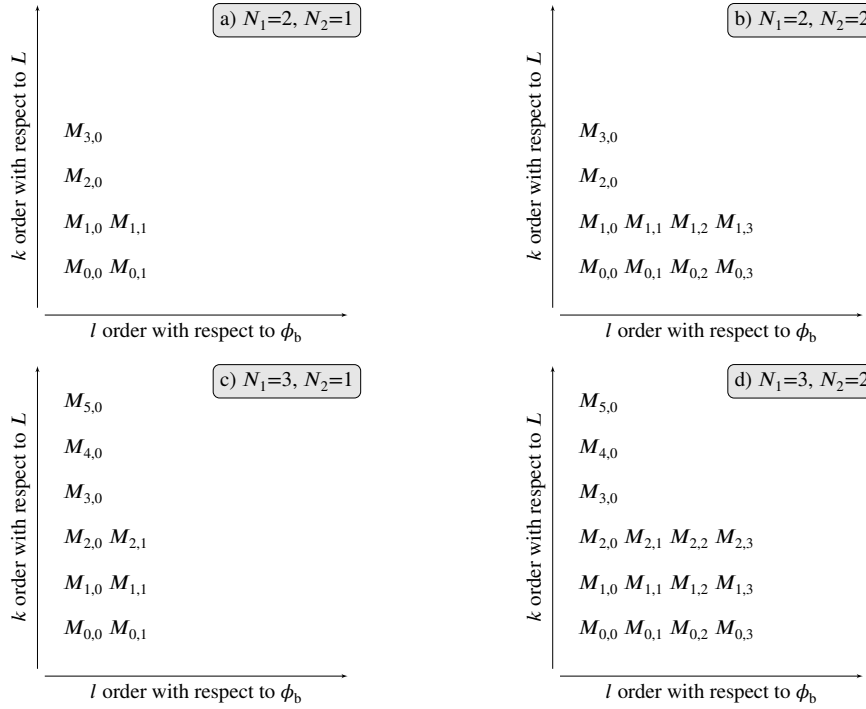 a) N₁=2, N₂=1
k order with respect to L
M₃,₀
M₂,₀
M₁,₀ M₁,₁
M₀,₀ M₀,₁
l order with respect to ϕ_b
b) N₁=2, N₂=2
k order with respect to L
M₃,₀
M₂,₀
M₁,₀ M₁,₁ M₁,₂ M₁,₃
M₀,₀ M₀,₁ M₀,₂ M₀,₃
l order with respect to ϕ_b
c) N₁=3, N₂=1
k order with respect to L
M₅,₀
M₄,₀
M₃,₀
M₂,₀ M₂,₁
M₁,₀ M₁,₁
M₀,₀ M₀,₁
l order with respect to ϕ_b
d) N₁=3, N₂=2
k order with respect to L
M₅,₀
M₄,₀
M₃,₀
M₂,₀ M₂,₁ M₂,₂ M₂,₃
M₁,₀ M₁,₁ M₁,₂ M₁,₃
M₀,₀ M₀,₁ M₀,₂ M₀,₃
l order with respect to ϕ_b